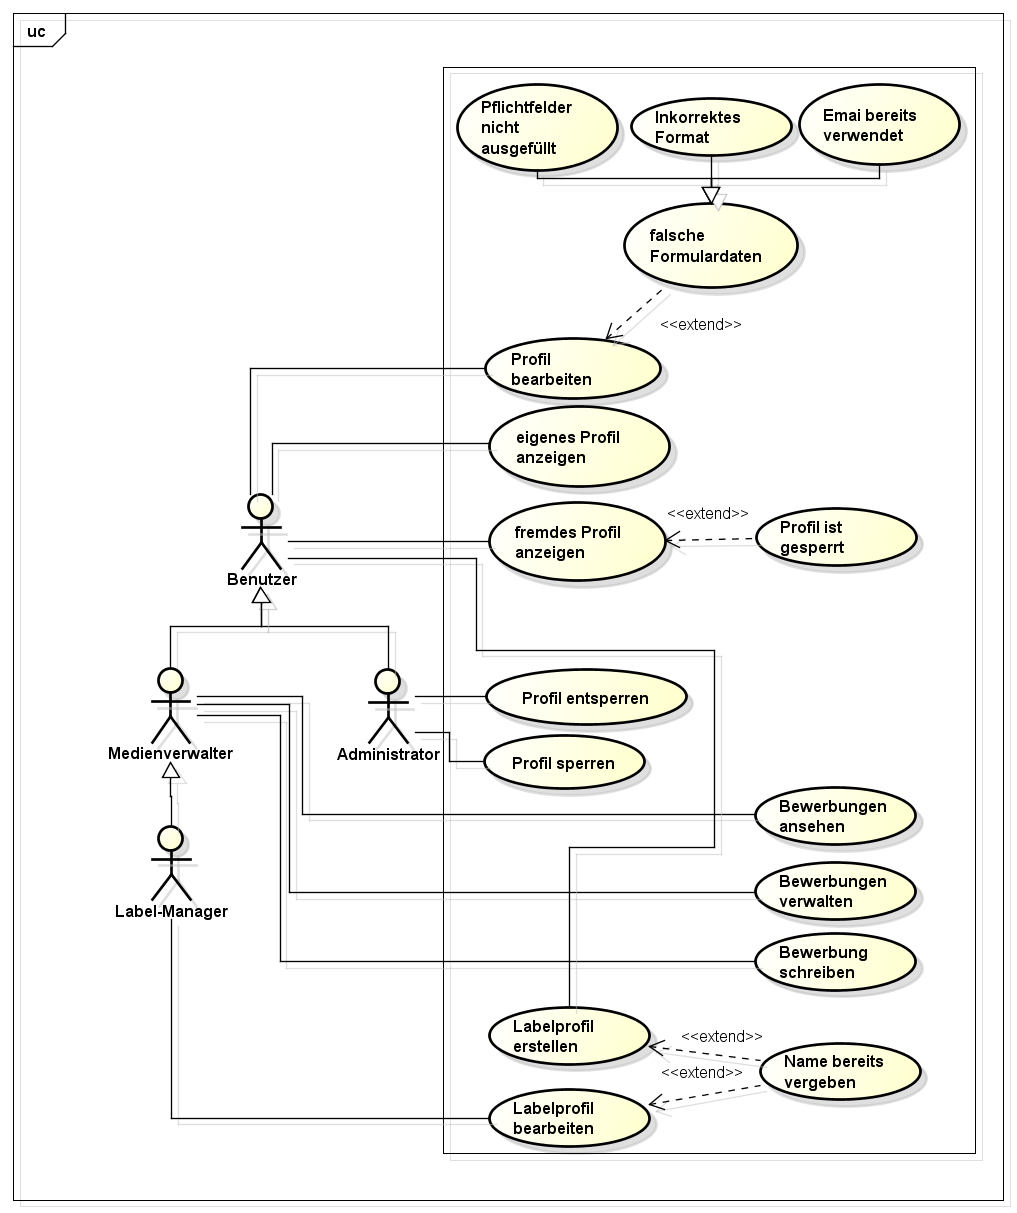 uc
Pflichtfelder
nicht
ausgefüllt
Inkorrektes
Format
Emai bereits
verwendet
falsche
Formulardaten
<<extend>>
Profil
bearbeiten
eigenes Profil
anzeigen
fremdes Profil
anzeigen
<<extend>>
Profil ist
gesperrt
Benutzer
Medienverwalter
Administrator
Profil entsperren
Profil sperren
Label-Manager
Bewerbungen
ansehen
Bewerbungen
verwalten
Bewerbung
schreiben
Labelprofil
erstellen
<<extend>>
<<extend>>
Name bereits
vergeben
Labelprofil
bearbeiten